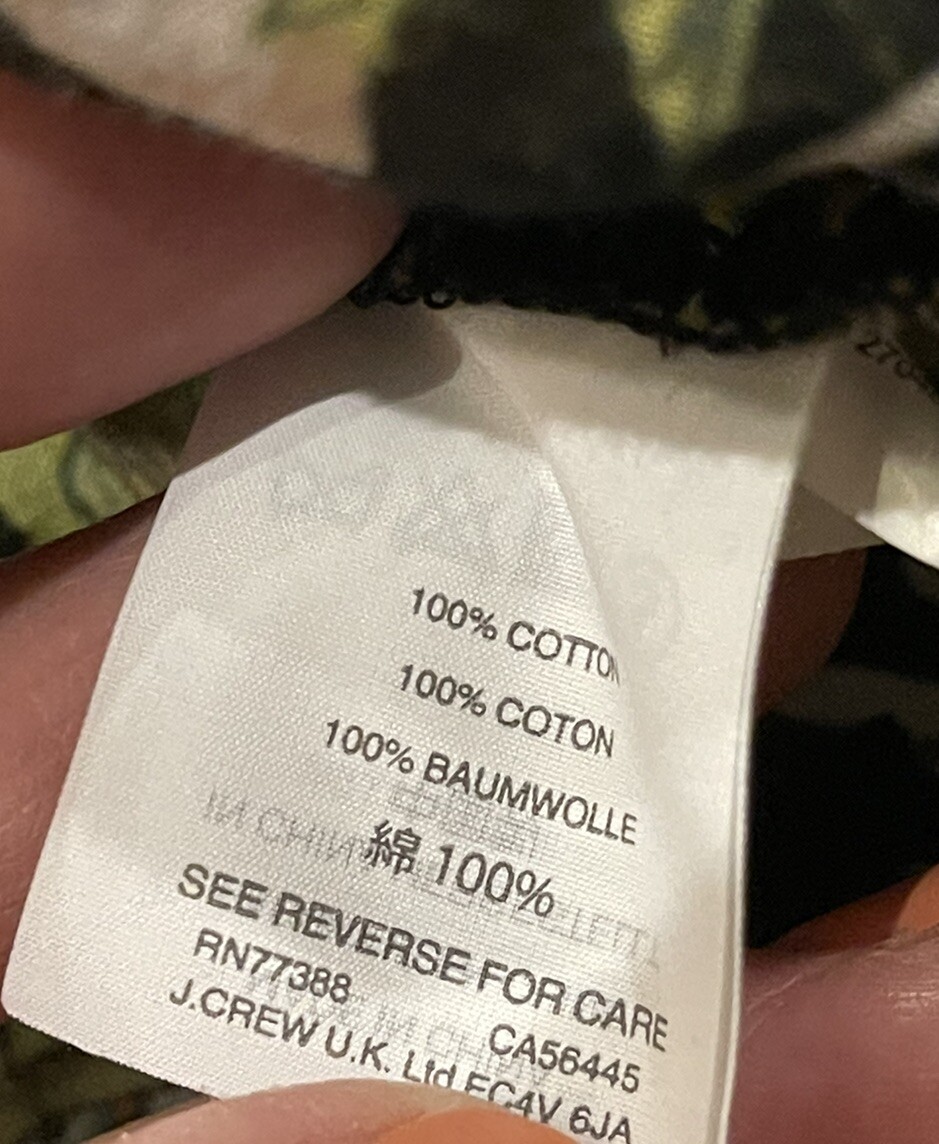 100% COTTON
100% COTON
100% BAUMWOLLE
綿 100%
SEE REVERSE FOR CARE
RN77388 CA56445
J.CREW U.K. Ltd EC4V 6JA